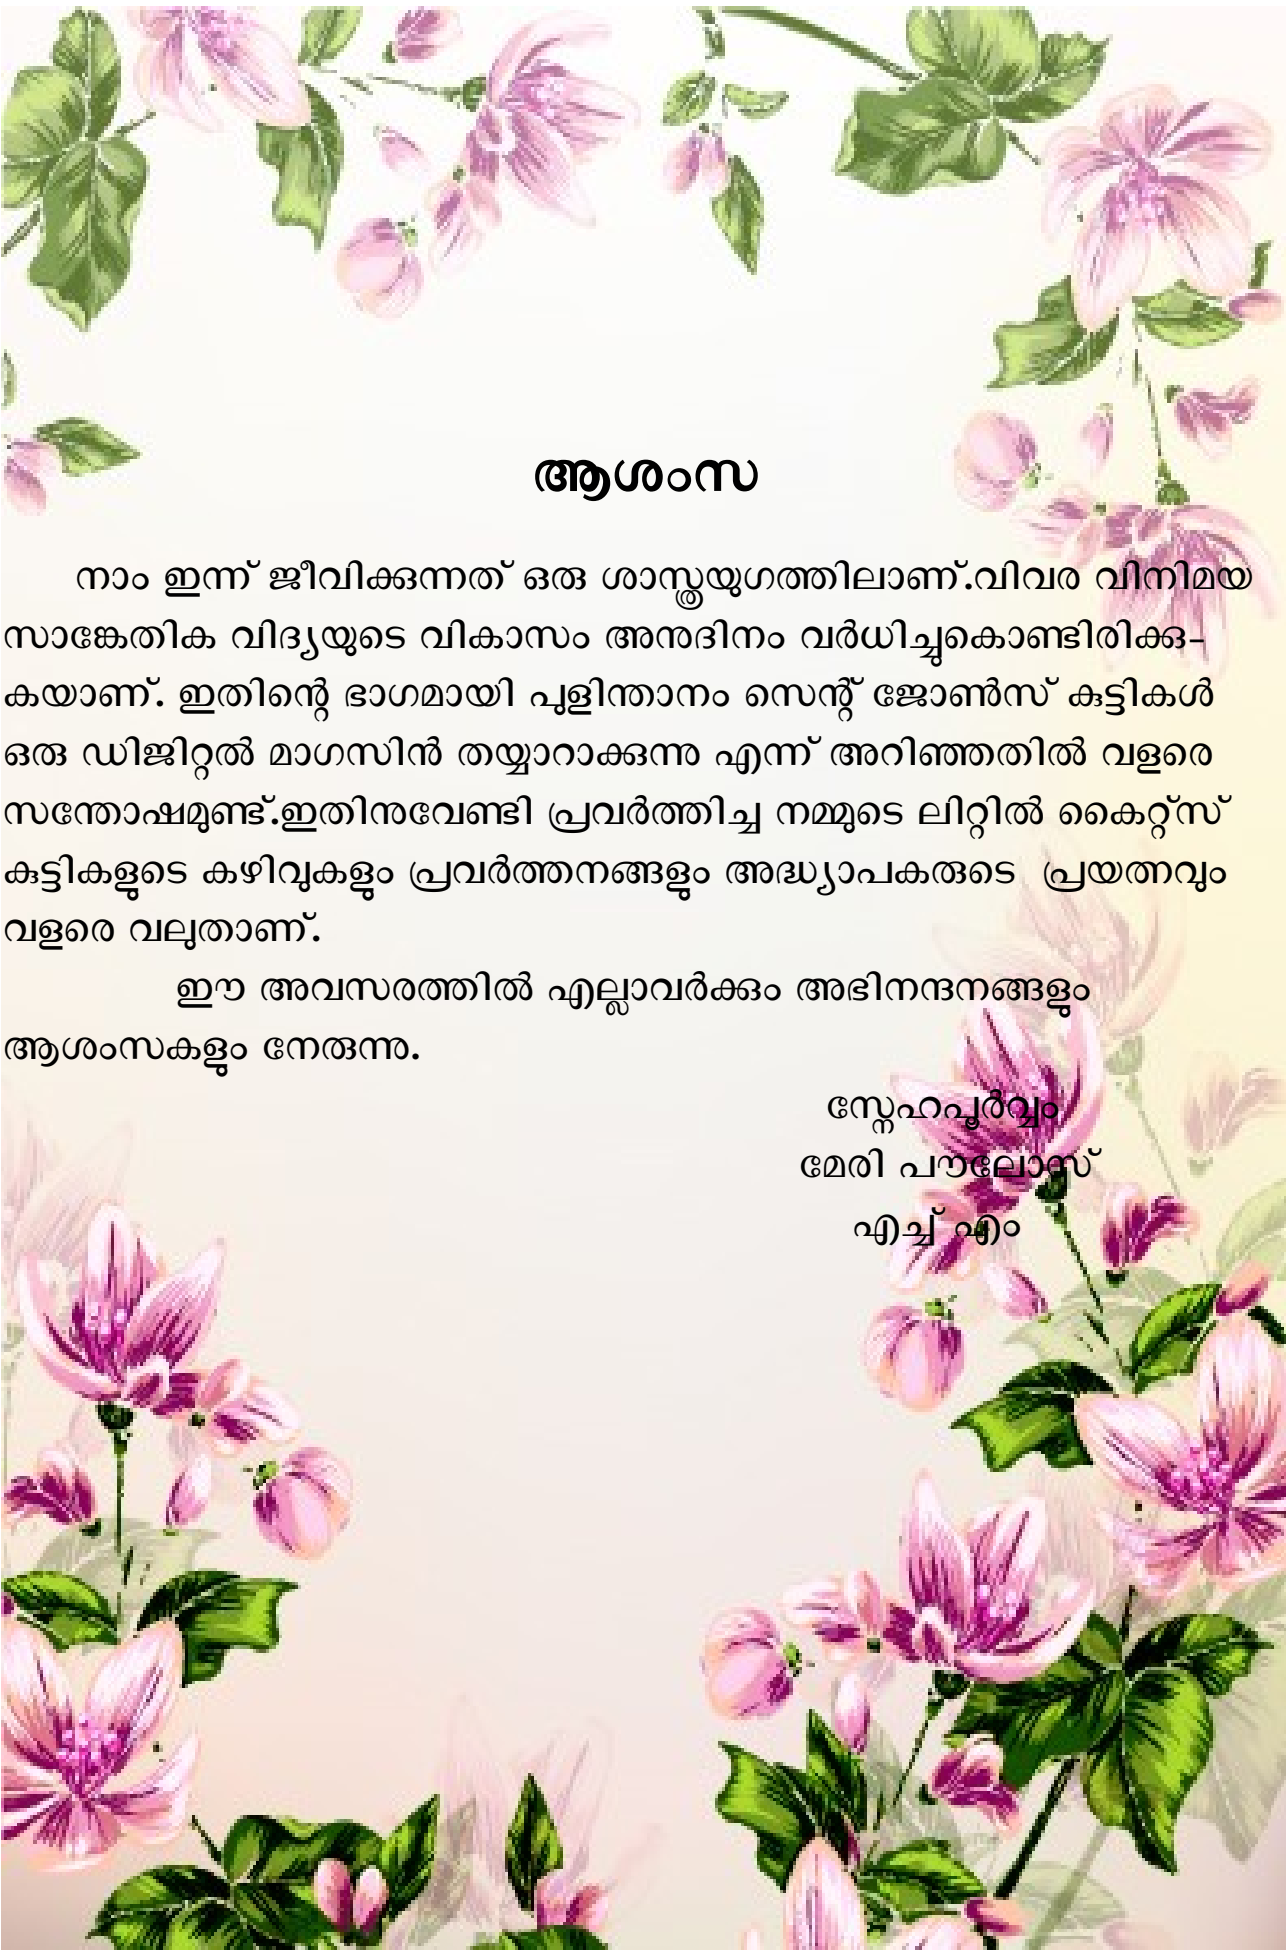 ആശംസ
നാം ഇന്ന് ജീവിക്കുന്നത് ഒരു ശാസ്ത്രയുഗത്തിലാണ്.വിവര വിനിമയ
സാങ്കേതിക വിദ്യയുടെ വികാസം അനുദിനം വർധിച്ചുകൊണ്ടിരിക്കു-
കയാണ്. ഇതിന്റെ ഭാഗമായി പുളിന്താനം സെന്റ് ജോൺസ് കുട്ടികൾ
ഒരു ഡിജിറ്റൽ മാഗസിൻ തയ്യാറാക്കുന്നു എന്ന് അറിഞ്ഞതിൽ വളരെ
സന്തോഷമുണ്ട്.ഇതിനുവേണ്ടി പ്രവർത്തിച്ച നമ്മുടെ ലിറ്റിൽ കൈറ്റ്സ്
കുട്ടികളുടെ കഴിവുകളും പ്രവർത്തനങ്ങളും അദ്ധ്യാപകരുടെ പ്രയത്നവും
വളരെ വലുതാണ്.
ഈ അവസരത്തിൽ എല്ലാവർക്കും അഭിനന്ദനങ്ങളും
ആശംസകളും നേരുന്നു.
സ്നേഹപൂർവ്വം
മേരി പൗലോസ്
എച്ച് എം